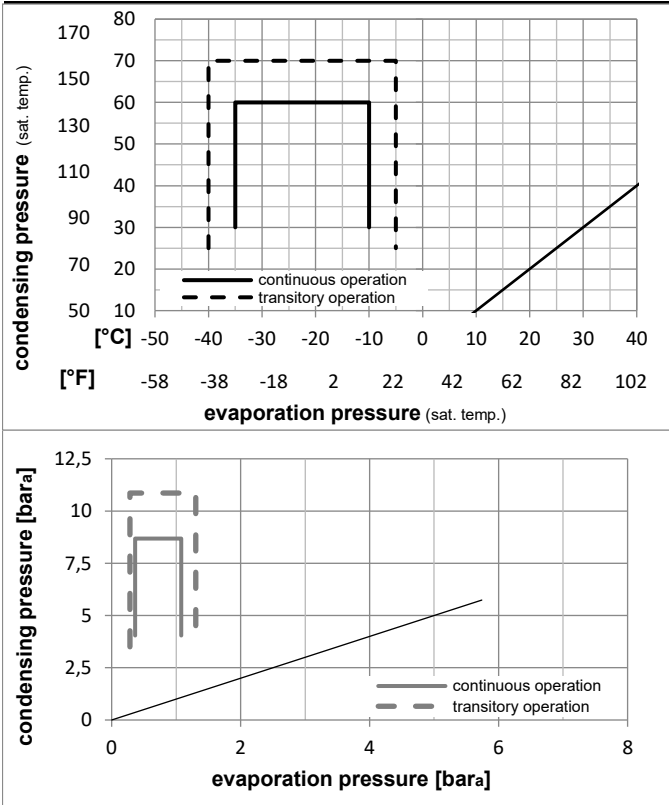 condensing pressure (sat. temp.)
170 80
150 70
130 60
50
110 40
90 30
70 20
50 10
continuous operation
transitory operation
[°C] -50 -40 -30 -20 -10 0 10 20 30 40
[°F] -58 -38 -18 2 22 42 62 82 102
evaporation pressure (sat. temp.)
condensing pressure [bara]
12,5
10
7,5
5
2,5
0
continuous operation
transitory operation
0 2 4 6 8
evaporation pressure [bara]